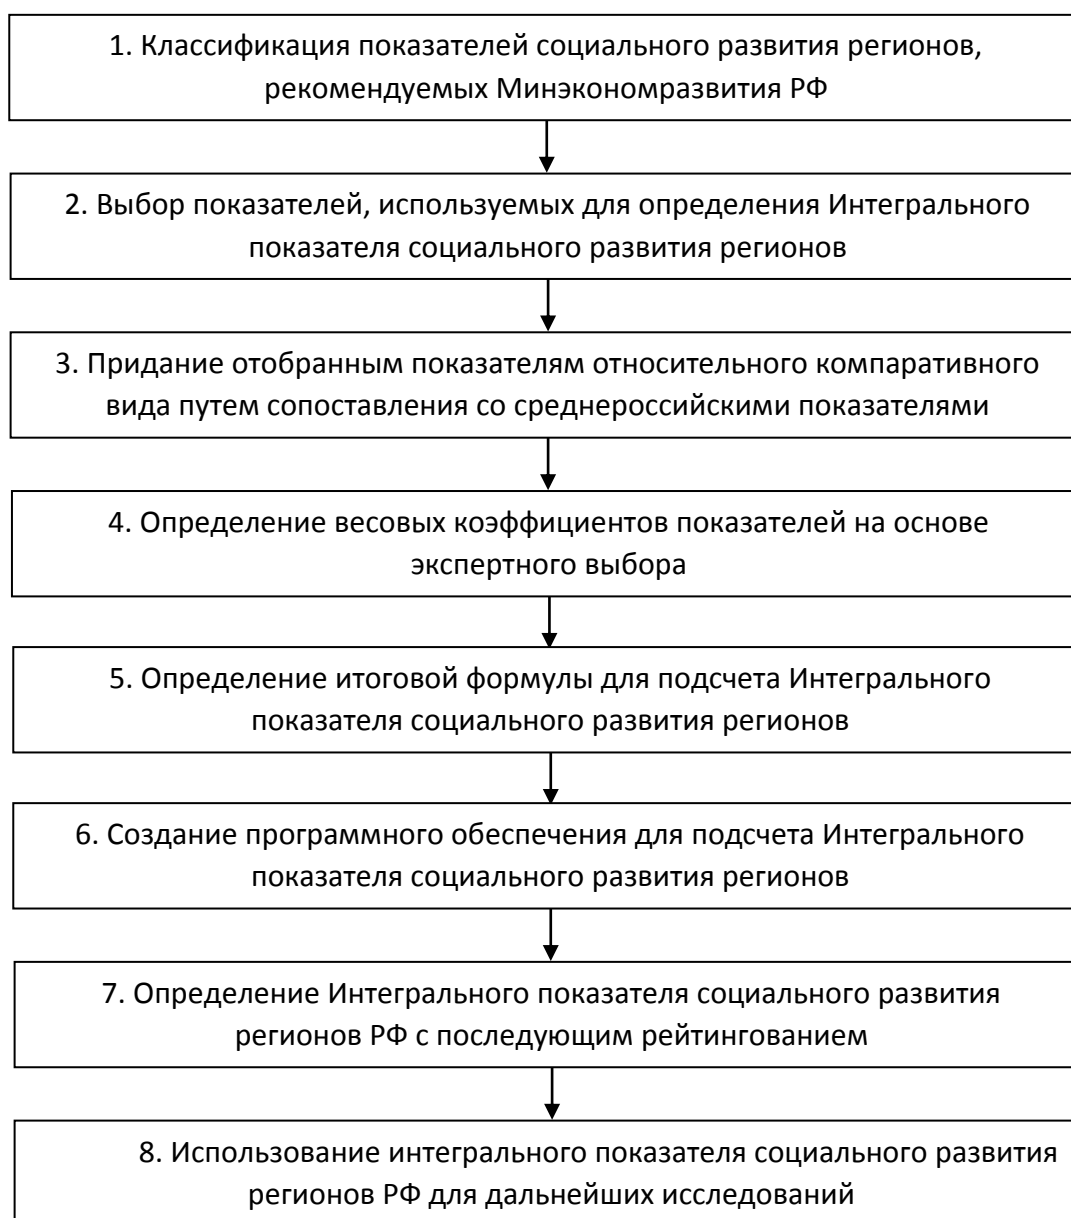 1. Классификация показателей социального развития регионов,
рекомендуемых Минэкономразвития РФ
2. Выбор показателей, используемых для определения Интегрального
показателя социального развития регионов
3. Придание отобранным показателям относительного компаративного
вида путем сопоставления со среднероссийскими показателями
4. Определение весовых коэффициентов показателей на основе
экспертного выбора
5. Определение итоговой формулы для подсчета Интегрального
показателя социального развития регионов
6. Создание программного обеспечения для подсчета Интегрального
показателя социального развития регионов
7. Определение Интегрального показателя социального развития
регионов РФ с последующим рейтингованием
8. Использование интегрального показателя социального развития
регионов РФ для дальнейших исследований